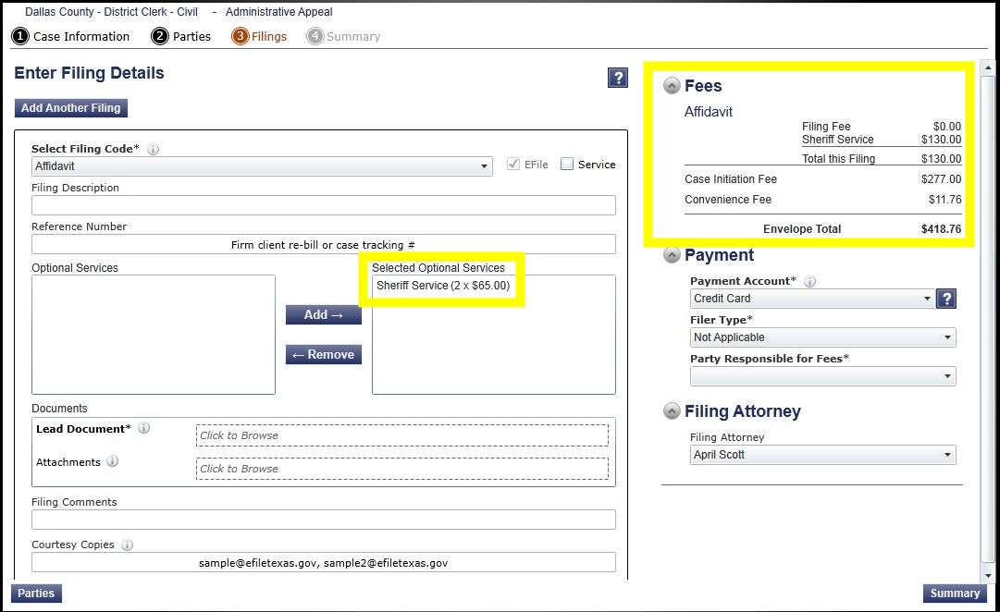 Dallas County - District Clerk - Civil - Administrative Appeal
1 Case Information 2 Parties 3 Filings 4 Summary
Enter Filing Details
?
Add Another Filing
Select Filing Code* i
Affidavit
EFile
Service
Filing Description
Reference Number
Firm client re-bill or case tracking #
Optional Services
Selected Optional Services
Sheriff Service (2 x $65.00)
Add →
← Remove
Documents
Lead Document* i
Click to Browse
Attachments i
Click to Browse
Filing Comments
Courtesy Copies i
sample@efiletexas.gov, sample2@efiletexas.gov
Parties
Fees
Affidavit
Filing Fee $0.00
Sheriff Service $130.00
Total this Filing $130.00
Case Initiation Fee $277.00
Convenience Fee $11.76
Envelope Total $418.76
Payment
Payment Account* i
Credit Card
?
Filer Type*
Not Applicable
Party Responsible for Fees*
Filing Attorney
Filing Attorney
April Scott
Summary